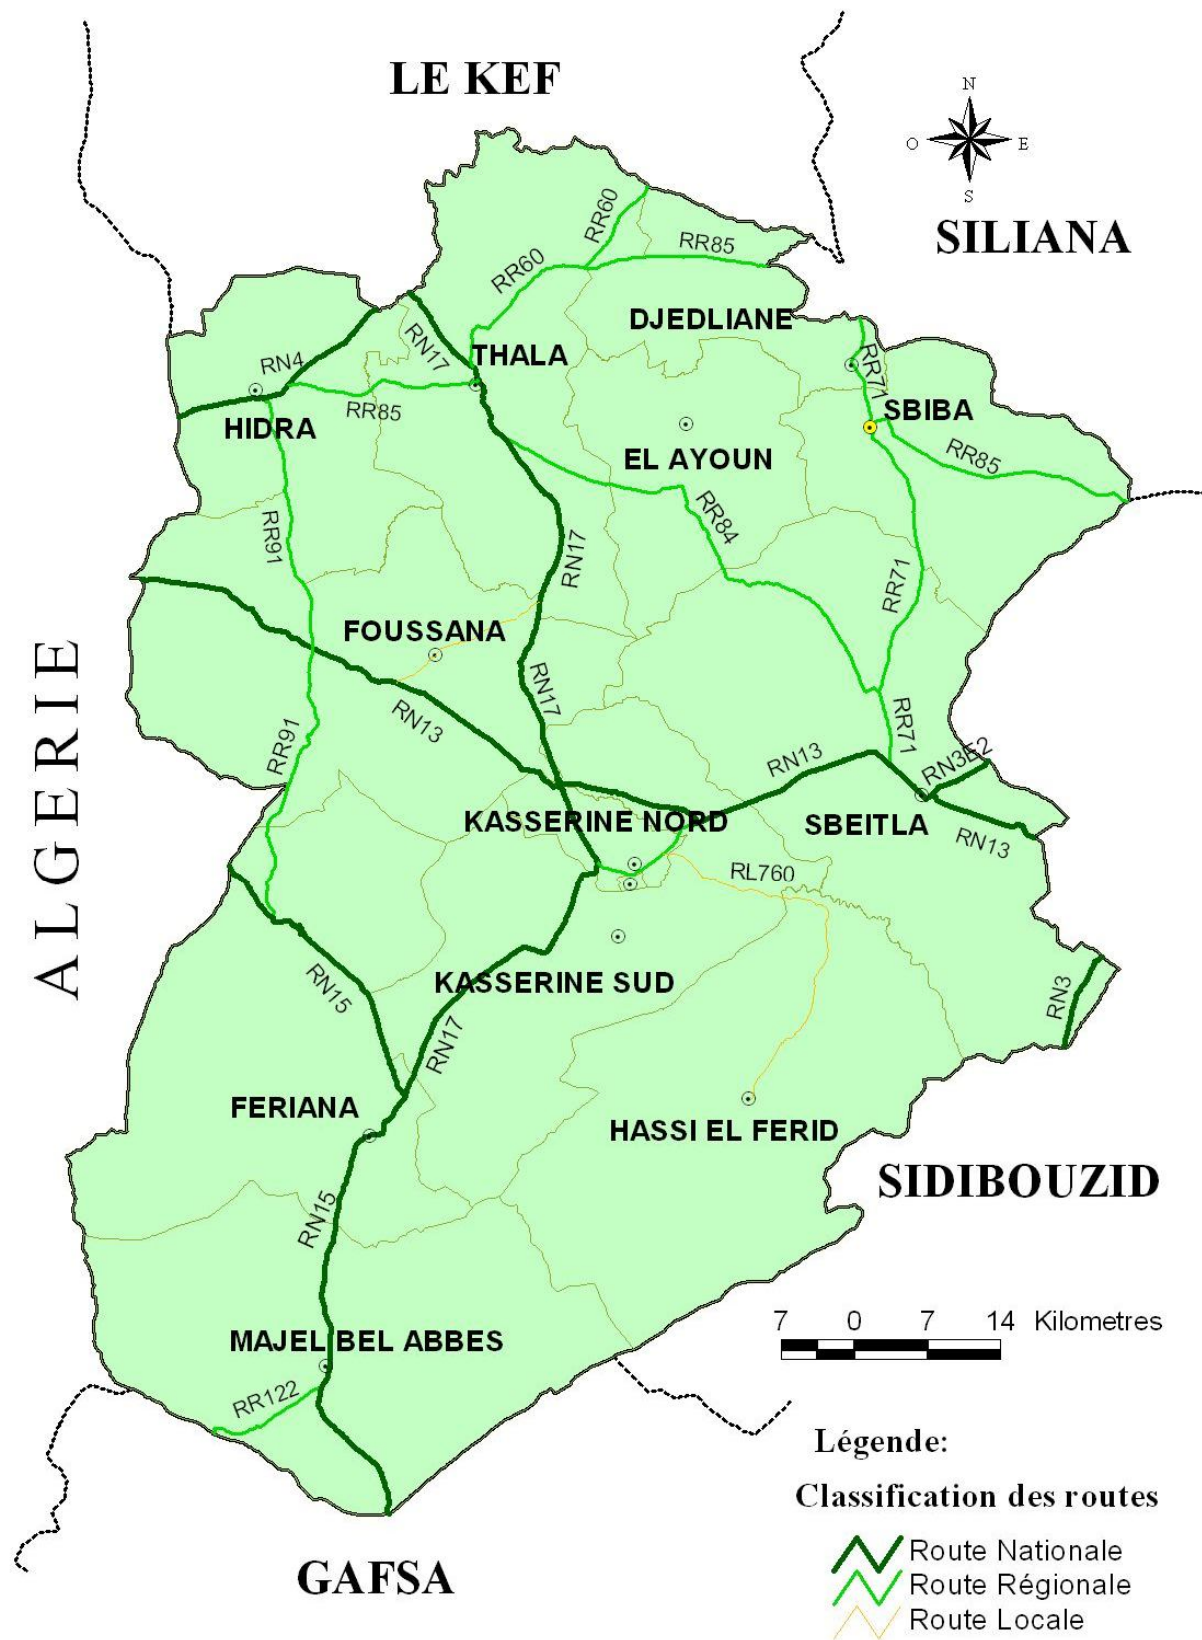 LE KEF
N
O
E
S
SILIANA
RR60
RR85
RR60
DJEDLIANE
RN17
THALA
RN4
RR71
RR85
HIDRA
SBIBA
EL AYOUN
RR85
RR84
RR91
RN17
RR71
FOUSSANA
ALGERIE
RN17
RN13
RR71
RR91
RN13
RN3E2
KASSERINE NORD
SBEITLA
RN13
RL760
KASSERINE SUD
RN15
RN3
RN17
FERIANA
HASSI EL FERID
SIDIBOUZID
RN15
7 0 7 14 Kilometres
MAJEL BEL ABBES
RR122
Légende:
Classification des routes
Route Nationale
Route Régionale
Route Locale
GAFSA